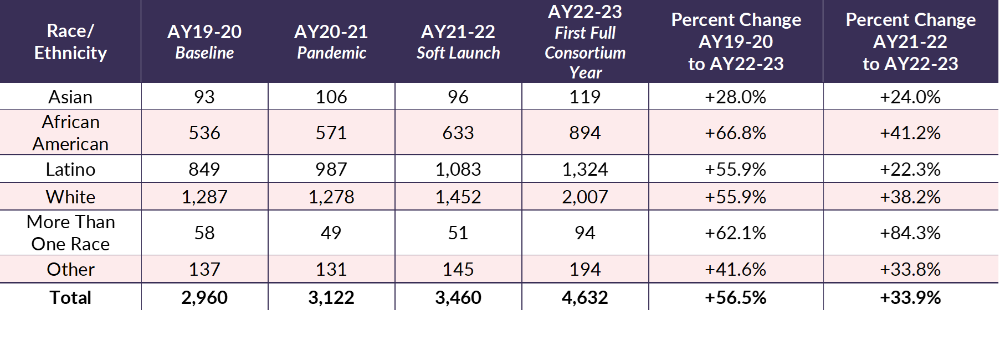 Race/
Ethnicity
AY19-20
Baseline
AY20-21
Pandemic
AY21-22
Soft Launch
AY22-23
First Full
Consortium
Year
Percent Change
AY19-20
to AY22-23
Percent Change
AY21-22
to AY22-23
Asian 93 106 96 119 +28.0% +24.0%
African
American 536 571 633 894 +66.8% +41.2%
Latino 849 987 1,083 1,324 +55.9% +22.3%
White 1,287 1,278 1,452 2,007 +55.9% +38.2%
More Than
One Race 58 49 51 94 +62.1% +84.3%
Other 137 131 145 194 +41.6% +33.8%
Total 2,960 3,122 3,460 4,632 +56.5% +33.9%